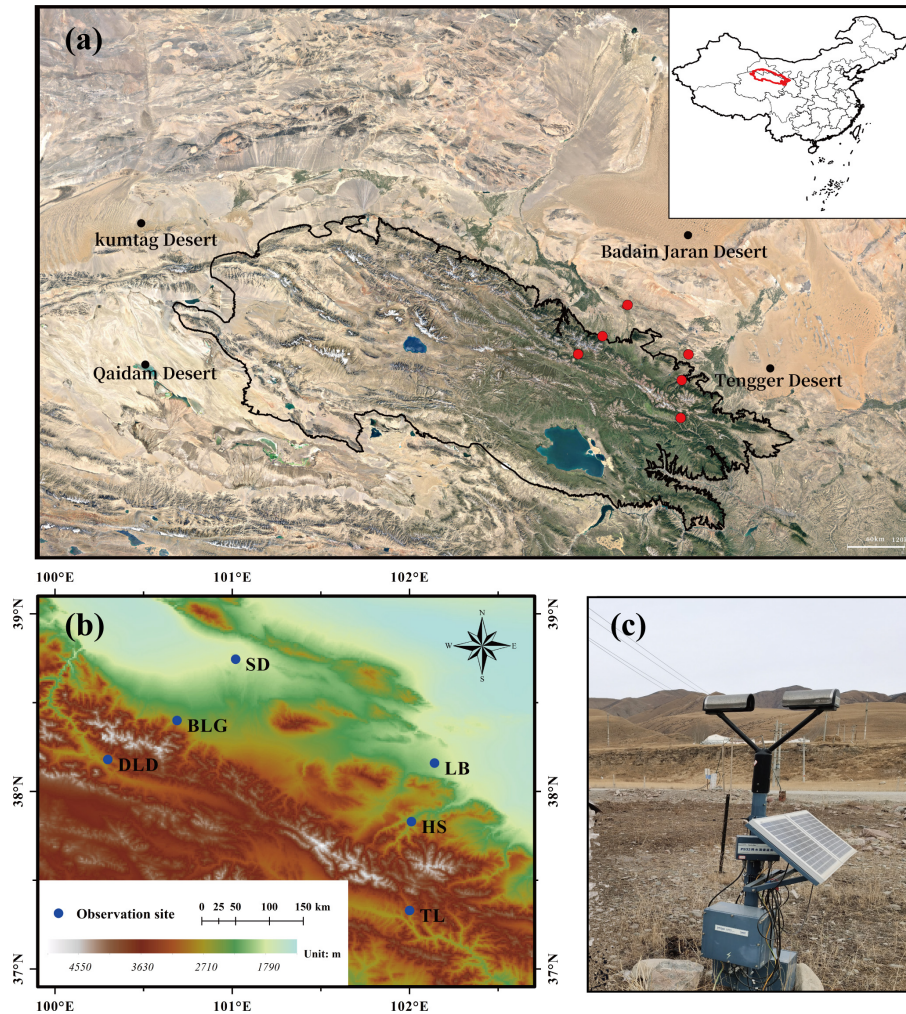 (a)
kumtag Desert
Badain Jaran Desert
Qaidam Desert
Tengger Desert
100°E 101°E 102°E
(b)
39°N 39°N
N
W E
S
SD
BLG
DLD
LB
38°N 38°N
HS
TL
Observation site
0 25 50 100 150 km
Unit: m
4550 3630 2710 1790
37°N 37°N
100°E 101°E 102°E
(c)